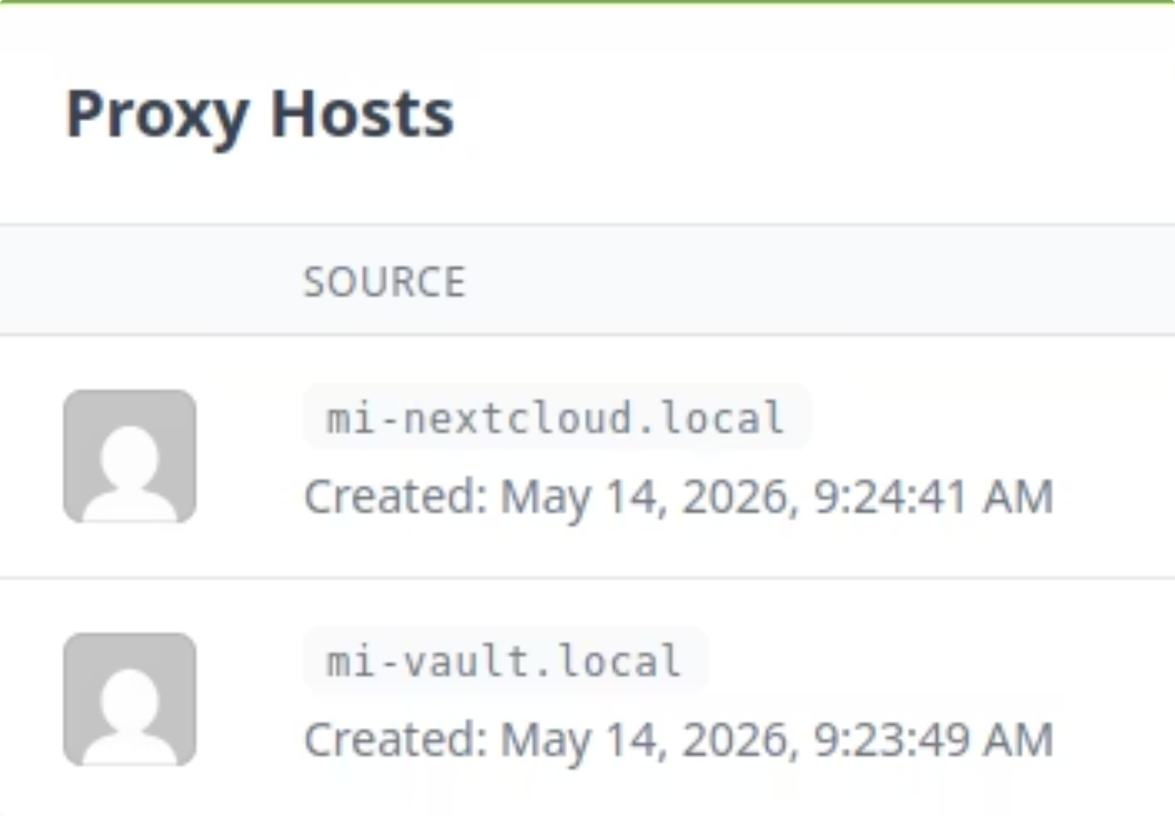 Proxy Hosts
SOURCE
mi-nextcloud.local
Created: May 14, 2026, 9:24:41 AM
mi-vault.local
Created: May 14, 2026, 9:23:49 AM